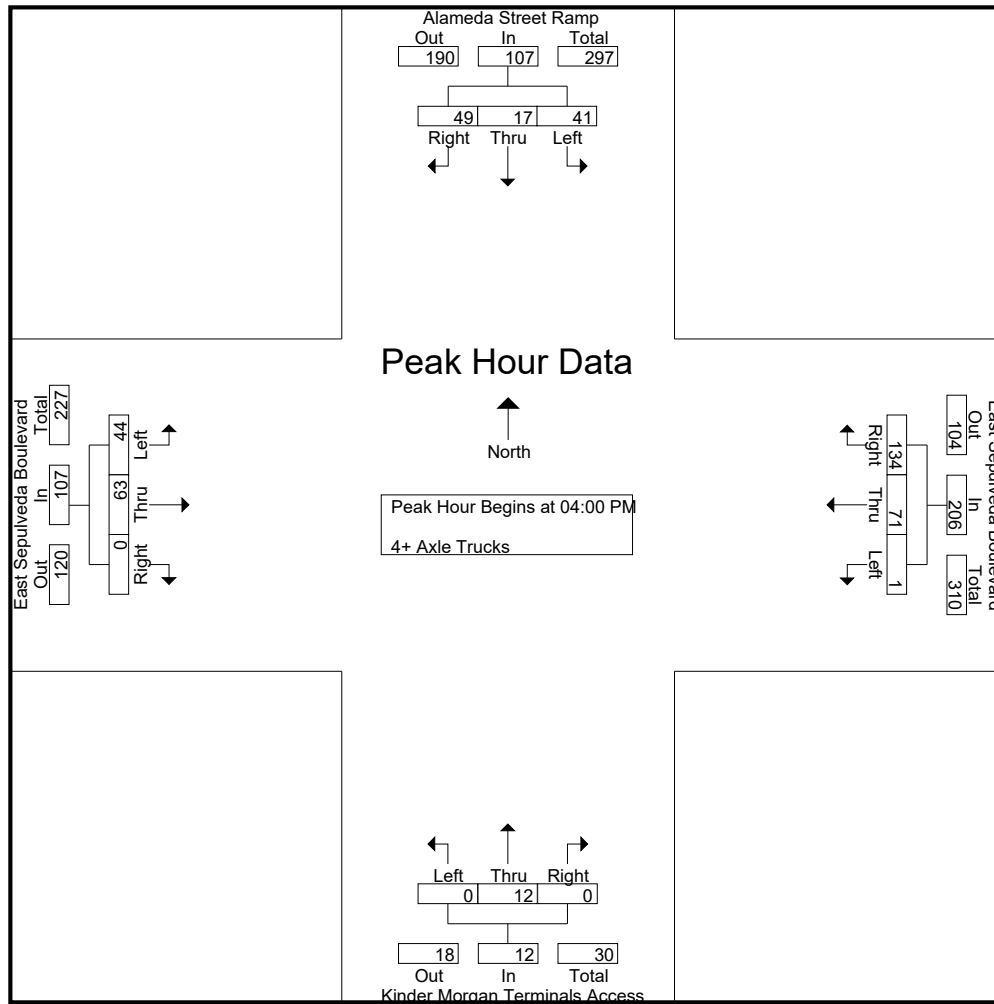 Alameda Street Ramp
Out In Total
190 107 297
49 17 41
Right Thru Left
Peak Hour Data
North
Peak Hour Begins at 04:00 PM
4+ Axle Trucks
East Sepulveda Boulevard
Total In Out
227 107 120
44 63 0
Left Thru Right
East Sepulveda Boulevard
Out In Total
104 206 310
134 71 1
Right Thru Left
Left Thru Right
0 12 0
18 12 30
Out In Total
Kinder Morgan Terminals Access